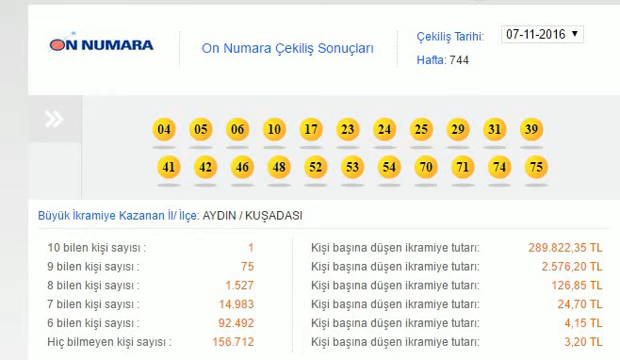 ON NUMARA
On Numara Çekiliş Sonuçları
Çekiliş Tarihi: 07-11-2016
Hafta: 744
04 05 06 10 17 23 24 25 29 31 39
41 42 46 48 52 53 54 70 71 74 75
Büyük İkramiye Kazanan İl/ İlçe: AYDIN / KUŞADASI
10 bilen kişi sayısı : 1 Kişi başına düşen ikramiye tutarı: 289.822,35 TL
9 bilen kişi sayısı : 75 Kişi başına düşen ikramiye tutarı: 2.576,20 TL
8 bilen kişi sayısı : 1.527 Kişi başına düşen ikramiye tutarı: 126,85 TL
7 bilen kişi sayısı : 14.983 Kişi başına düşen ikramiye tutarı: 24,70 TL
6 bilen kişi sayısı : 92.492 Kişi başına düşen ikramiye tutarı: 4,15 TL
Hiç bilmeyen kişi sayısı : 156.712 Kişi başına düşen ikramiye tutarı: 3,20 TL